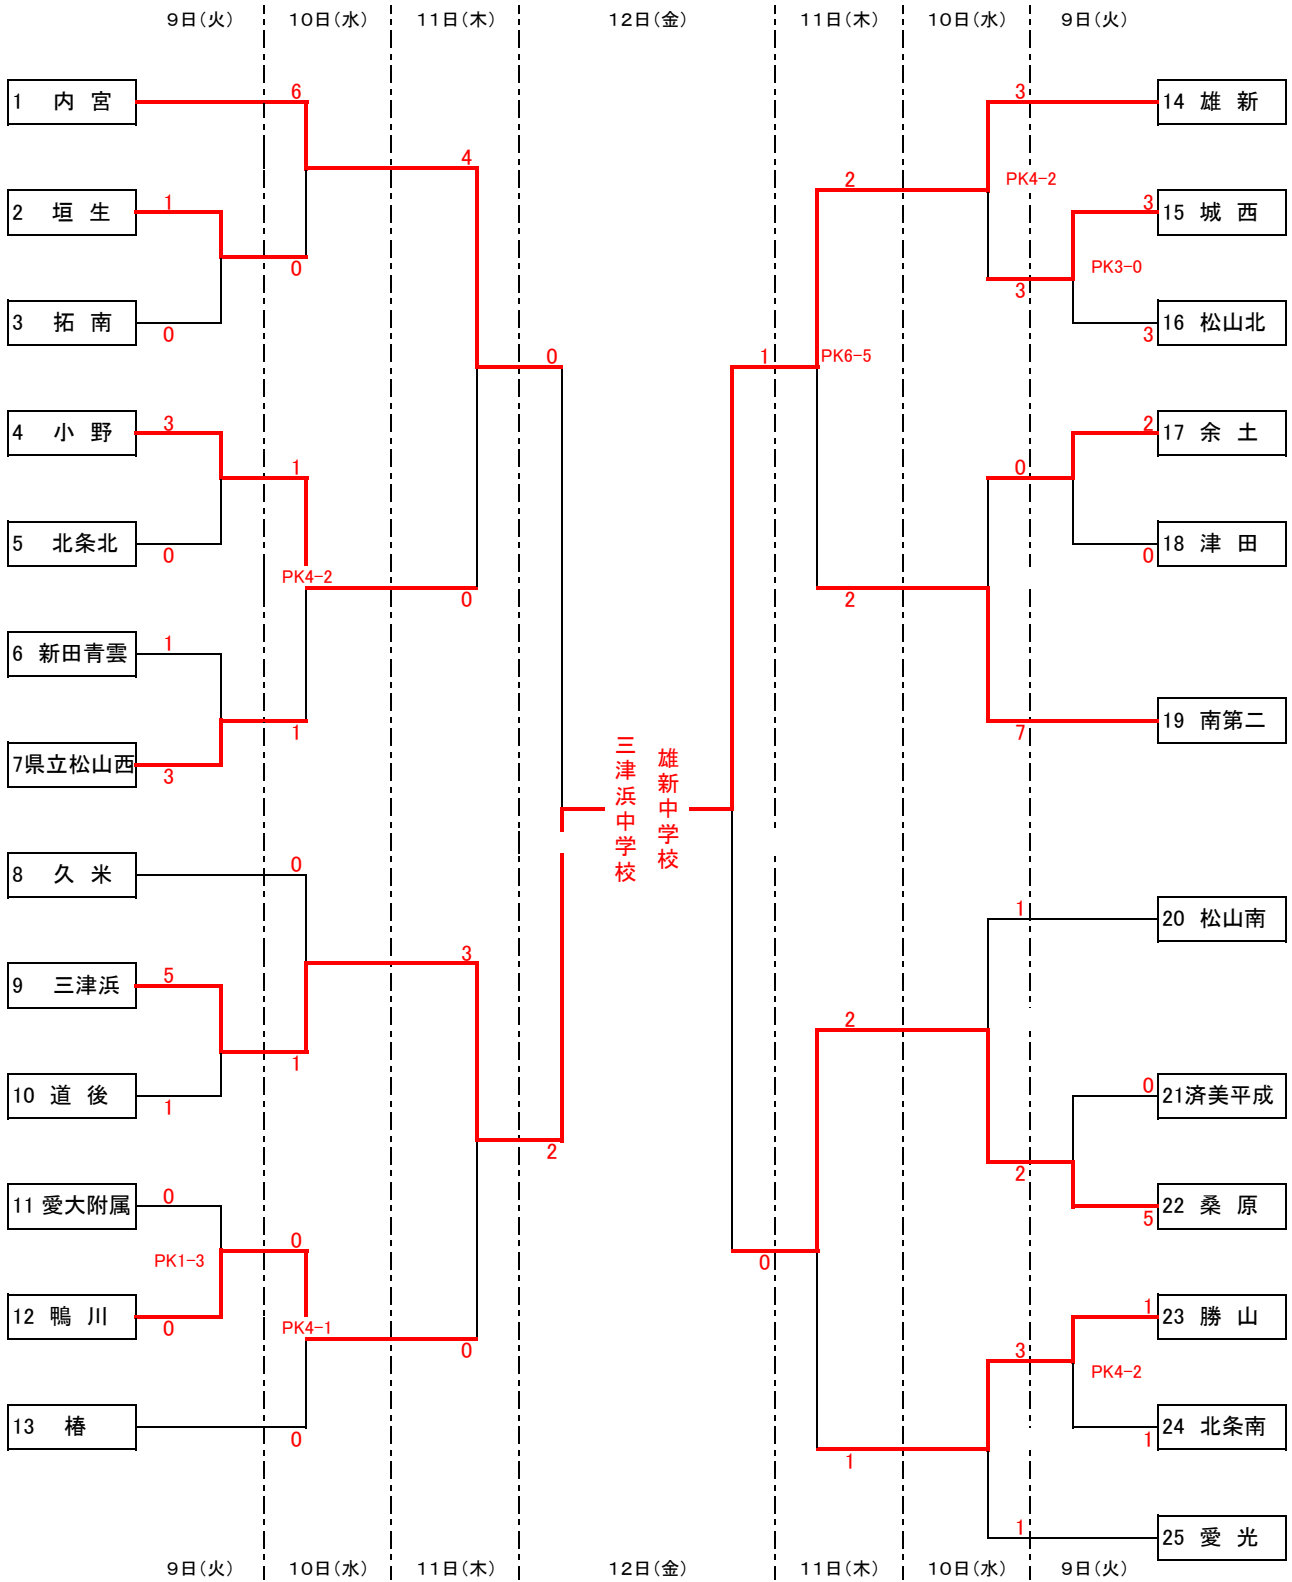 9日(火) 10日(水) 11日(木) 12日(金) 11日(木) 10日(水) 9日(火)
1 内 宮 6 3 14 雄 新
4 2 PK4-2
2 垣 生 1 3 15 城 西
0 3 PK3-0
3 拓 南 0 3 16 松山北
0 1 PK6-5
4 小 野 3 2 17 余 土
1 0
5 北条北 0 0 18 津 田
PK4-2 0 2
6 新田青雲 1
1 7 19 南第二
7県立松山西 3
三津浜中学校
雄新中学校
8 久 米 0 1 20 松山南
3
9 三津浜 5 2
1
10 道 後 1 0 21済美平成
2 2
11 愛大附属 0 5 22 桑 原
PK1-3 0 0
12 鴨 川 0 1 23 勝 山
PK4-1 0 3 PK4-2
13 椿 0 1 24 北条南
1
1 25 愛 光
9日(火) 10日(水) 11日(木) 12日(金) 11日(木) 10日(水) 9日(火)